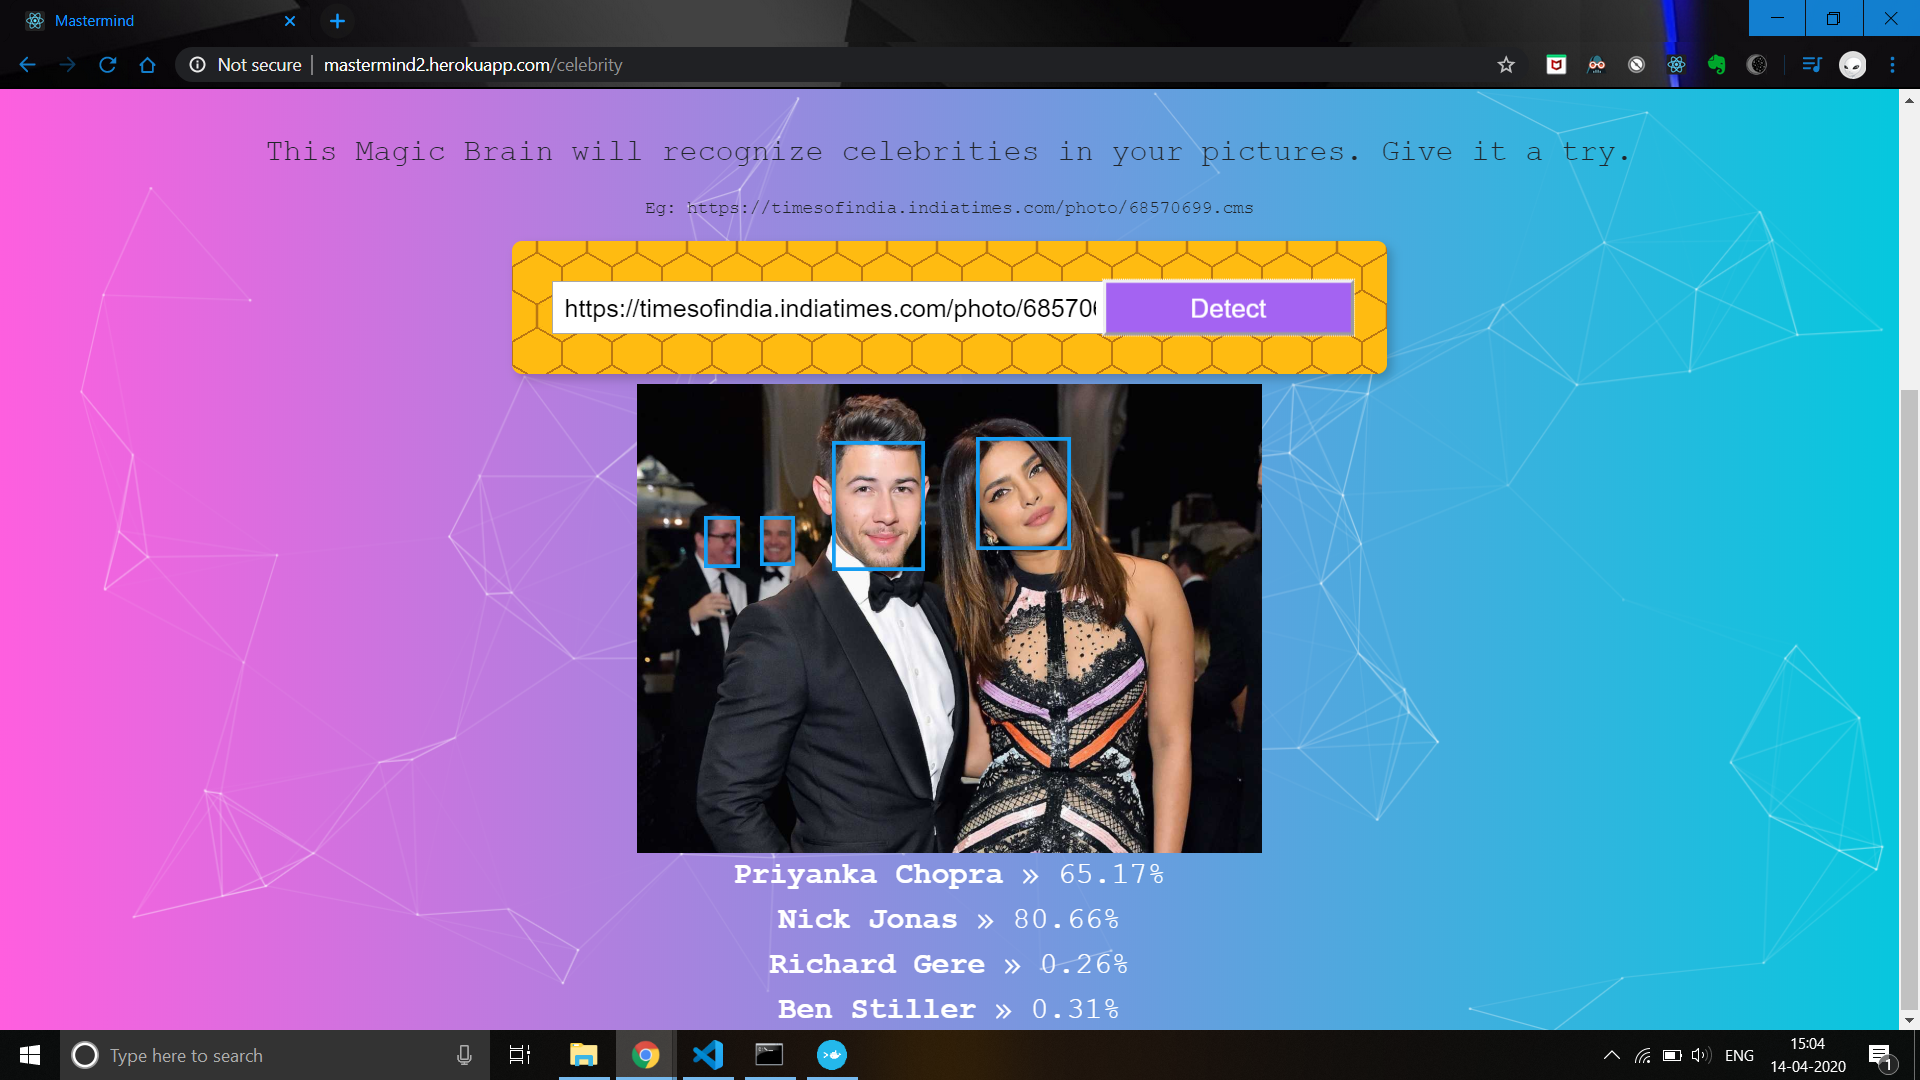 Mastermind
Not secure | mastermind2.herokuapp.com/celebrity
This Magic Brain will recognize celebrities in your pictures. Give it a try.
Eg: https://timesofindia.indiatimes.com/photo/68570699.cms
https://timesofindia.indiatimes.com/photo/68570
Detect
Priyanka Chopra » 65.17%
Nick Jonas » 80.66%
Richard Gere » 0.26%
Ben Stiller » 0.31%
Type here to search
ENG
15:04
14-04-2020
1